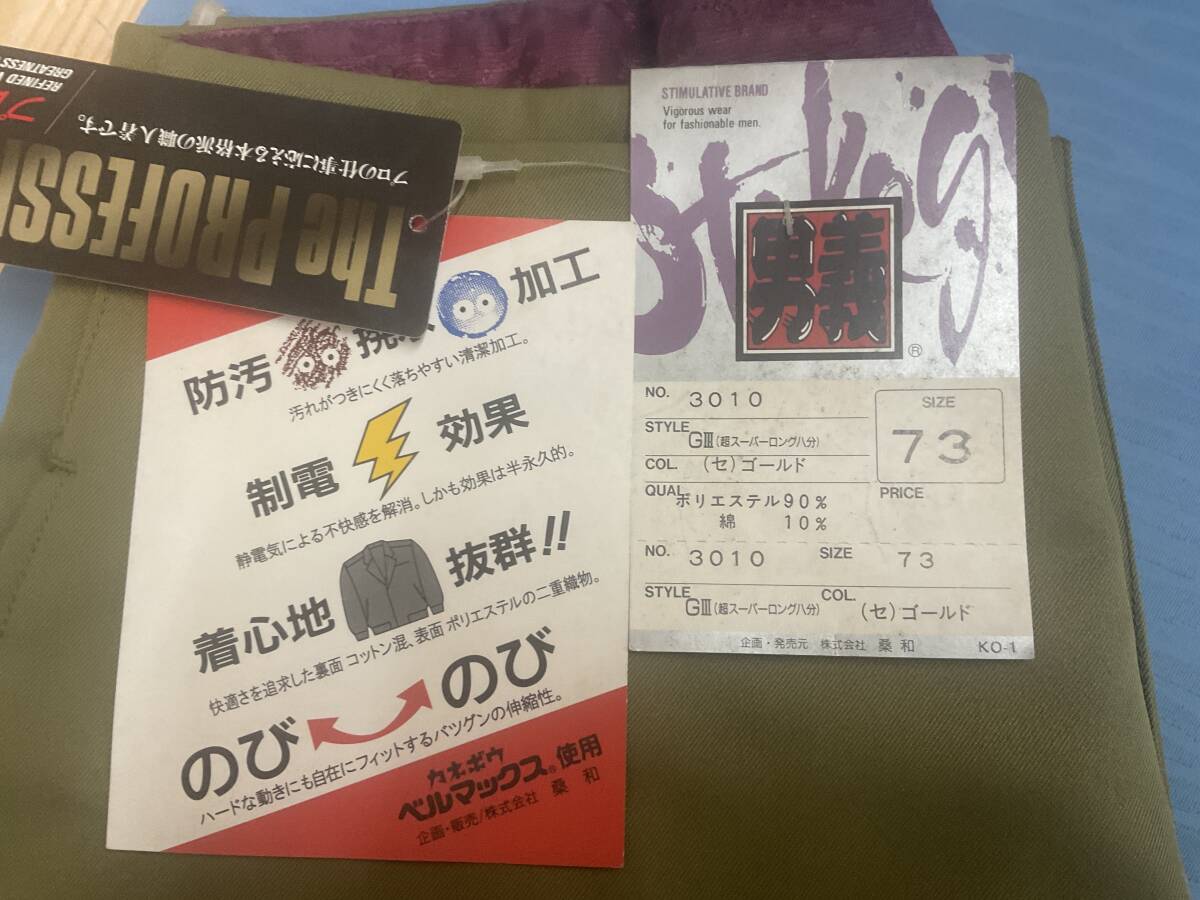 The PROFESS
プロの仕事に応える本格派の職人着です。
REFINED
GREATNESS
防汚 加工
汚れがつきにくく落ちやすい清潔加工。
制電 効果
静電気による不快感を解消。しかも効果は半永久的。
着心地 抜群!!
快適さを追求した裏面 コットン混、表面 ポリエステルの二重織物。
のび のび
ハードな動きにも自在にフィットするバツグンの伸縮性。
カネボウ
ベルマックス®使用
企画・販売/株式会社 桑和
STIMULATIVE BRAND
Vigorous wear
for fashionable men.
義男
®
NO. 3010
SIZE
73
STYLE GⅢ(超スーパーロング八分)
COL. (セ)ゴールド
QUAL ポリエステル90%
綿 10%
PRICE
NO. 3010 SIZE 73
STYLE GⅢ(超スーパーロング八分) COL. (セ)ゴールド
企画・発売元 株式会社 桑和 KO-1